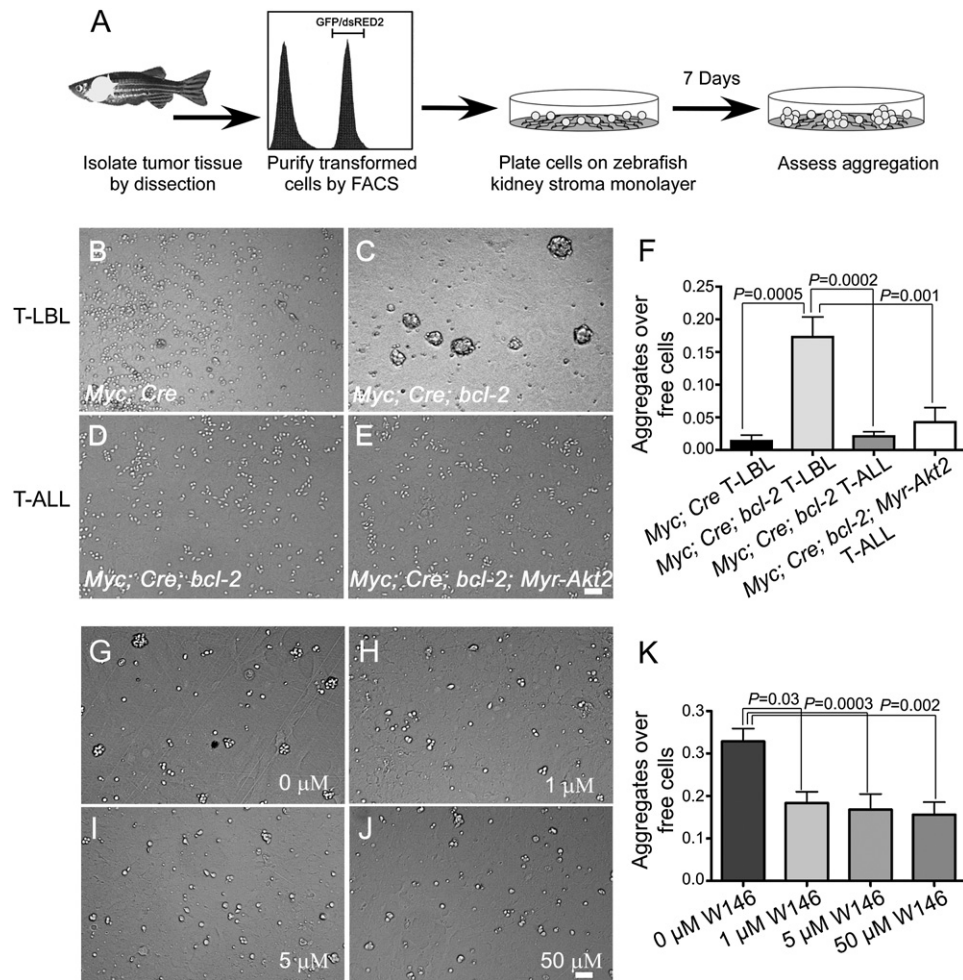 A
GFP/dsRED2
7 Days
Isolate tumor tissue
by dissection
Purify transformed
cells by FACS
Plate cells on zebrafish
kidney stroma monolayer
Assess aggregation
T-LBL
B
Myc; Cre
C
Myc; Cre; bcl-2
T-ALL
D
Myc; Cre; bcl-2
E
Myc; Cre; bcl-2; Myr-Akt2
F
P=0.0002
P=0.0005
P=0.001
Aggregates over
free cells
0.25
0.20
0.15
0.10
0.05
0.00
Myc; Cre T-LBL
Myc; Cre; bcl-2 T-LBL
Myc; Cre; bcl-2 T-ALL
Myc; Cre; bcl-2; Myr-Akt2
T-ALL
G
0 µM
H
1 µM
I
5 µM
J
50 µM
K
P=0.03
P=0.0003
P=0.002
Aggregates over
free cells
0.3
0.3
0.2
0.1
0.0
0 µM W146
1 µM W146
5 µM W146
50 µM W146